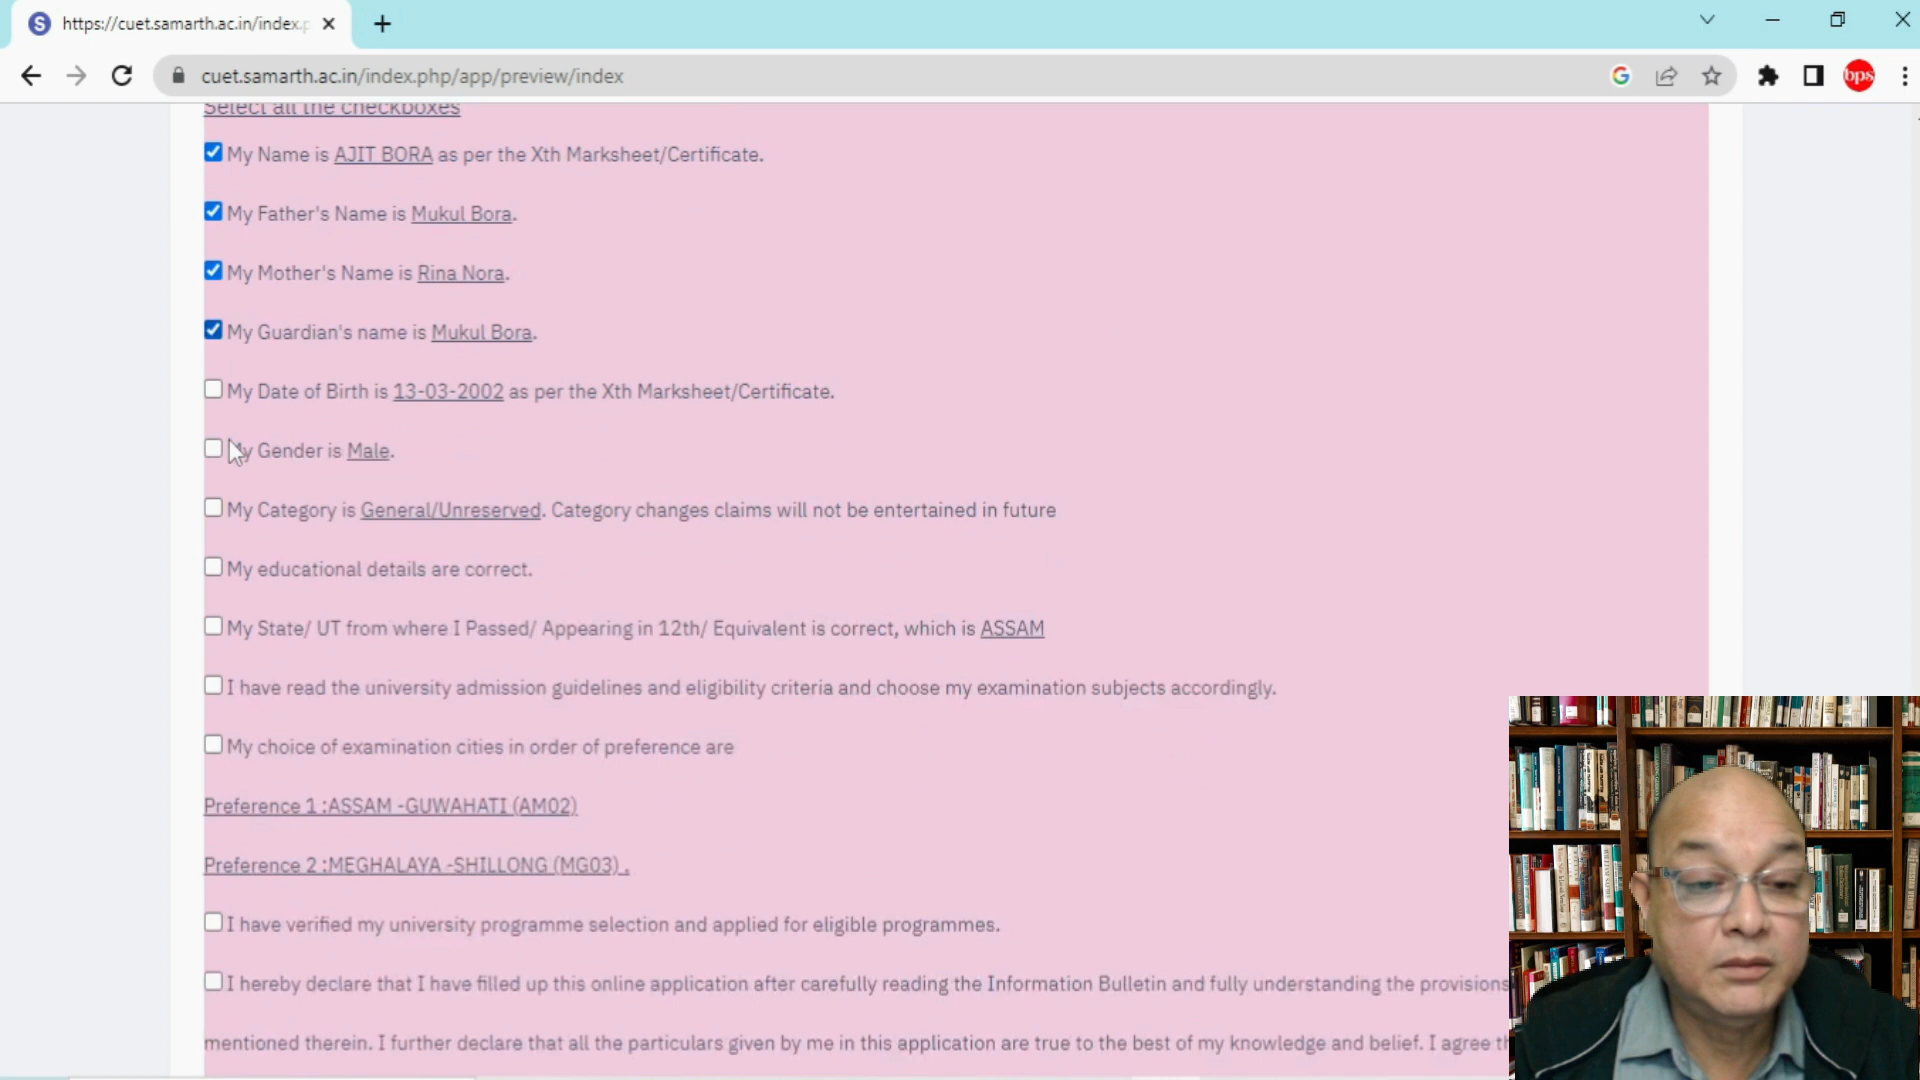 https://cuet.samarth.ac.in/index.p
cuet.samarth.ac.in/index.php/app/preview/index
bps
Select all the checkboxes
My Name is AJIT BORA as per the Xth Marksheet/Certificate.
My Father's Name is Mukul Bora.
My Mother's Name is Rina Nora.
My Guardian's name is Mukul Bora.
My Date of Birth is 13-03-2002 as per the Xth Marksheet/Certificate.
My Gender is Male.
My Category is General/Unreserved. Category changes claims will not be entertained in future
My educational details are correct.
My State/ UT from where I Passed/ Appearing in 12th/ Equivalent is correct, which is ASSAM
I have read the university admission guidelines and eligibility criteria and choose my examination subjects accordingly.
My choice of examination cities in order of preference are
Preference 1 :ASSAM -GUWAHATI (AM02)
Preference 2 :MEGHALAYA -SHILLONG (MG03) .
I have verified my university programme selection and applied for eligible programmes.
I hereby declare that I have filled up this online application after carefully reading the Information Bulletin and fully understanding the provisions
mentioned therein. I further declare that all the particulars given by me in this application are true to the best of my knowledge and belief. I agree